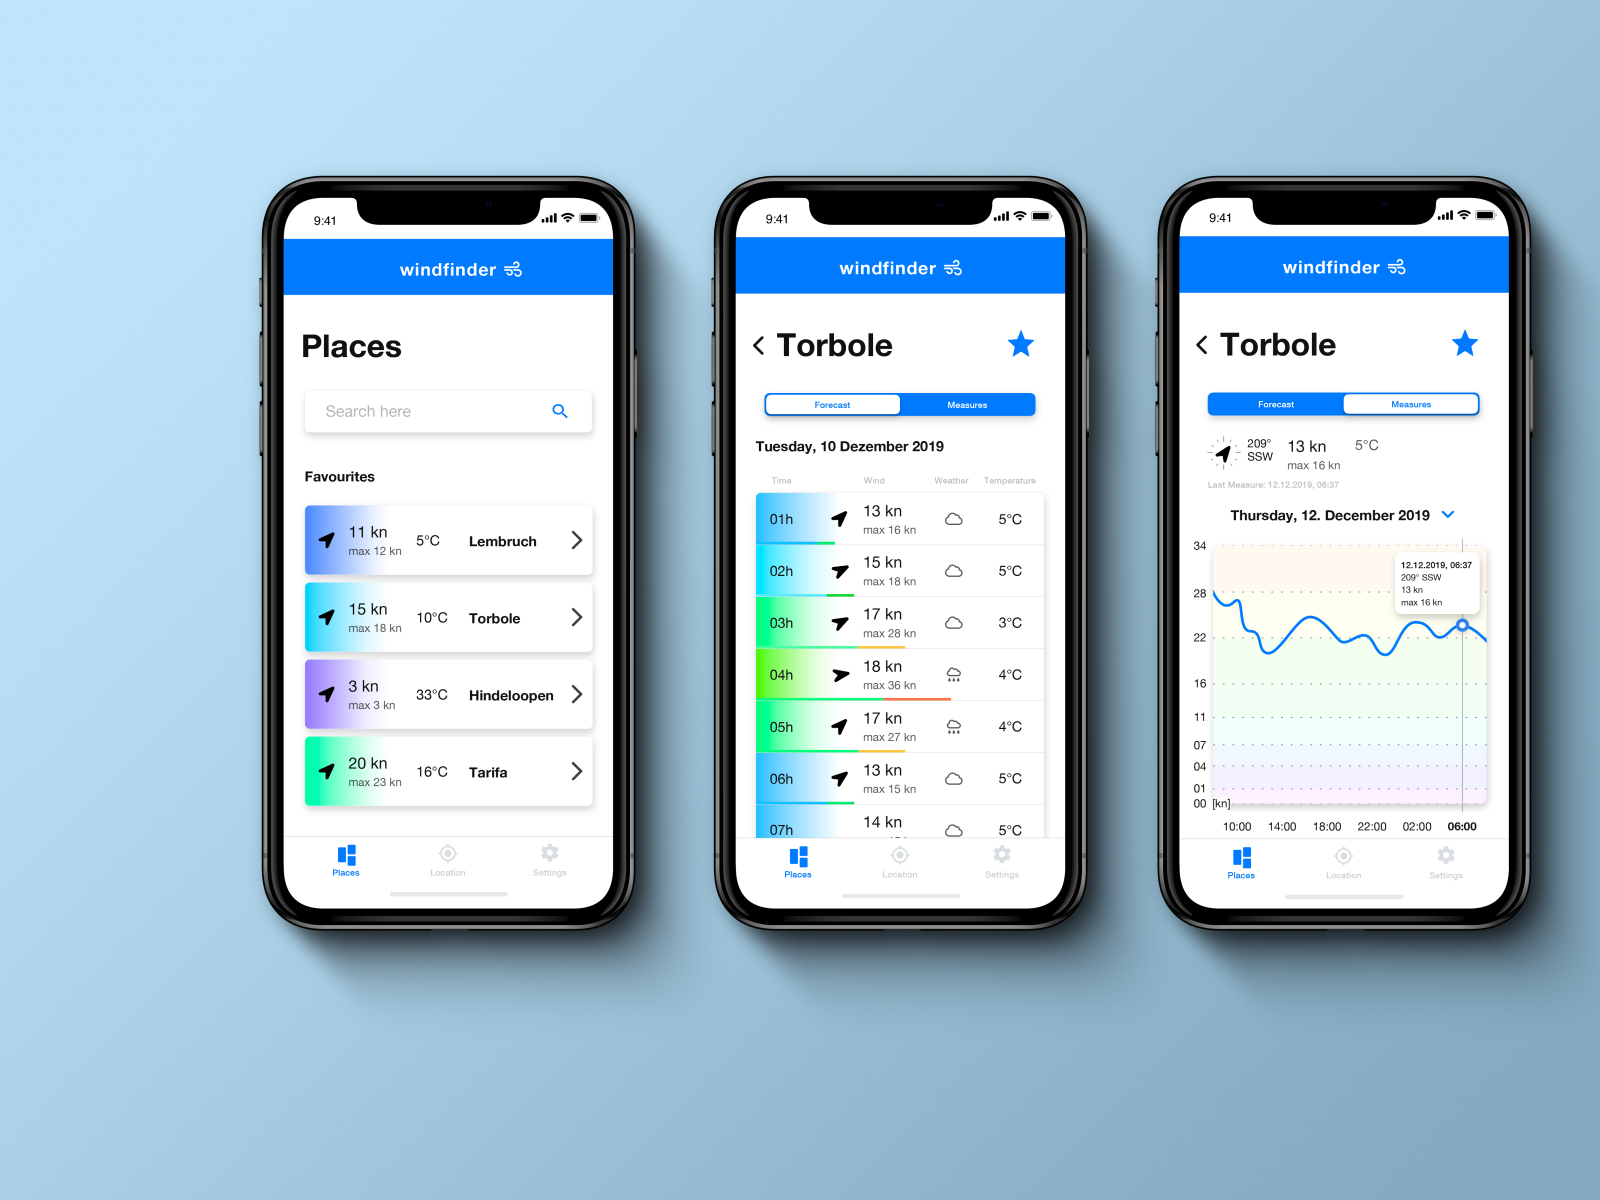 9:41
windfinder
Places
Search here
Favourites
11 kn
max 12 kn
5°C
Lembruch
15 kn
max 18 kn
10°C
Torbole
3 kn
max 3 kn
33°C
Hindeloopen
20 kn
max 23 kn
16°C
Tarifa
Places Location Settings
9:41
windfinder
Torbole
Forecast Measures
Tuesday, 10 Dezember 2019
Time Wind Weather Temperature
01h 13 kn 5°C
max 16 kn
02h 15 kn 5°C
max 18 kn
03h 17 kn 3°C
max 28 kn
04h 18 kn 4°C
max 36 kn
05h 17 kn 4°C
max 27 kn
06h 13 kn 5°C
max 15 kn
07h 14 kn 5°C
Places Location Settings
9:41
windfinder
Torbole
Forecast Measures
209°
SSW
13 kn
max 16 kn
5°C
Last Measure: 12.12.2019, 06:37
Thursday, 12. December 2019
34
12.12.2019, 06:37
209° SSW
13 kn
max 16 kn
28
22
16
11
07
04
01
00 [kn]
10:00 14:00 18:00 22:00 02:00 06:00
Places Location Settings